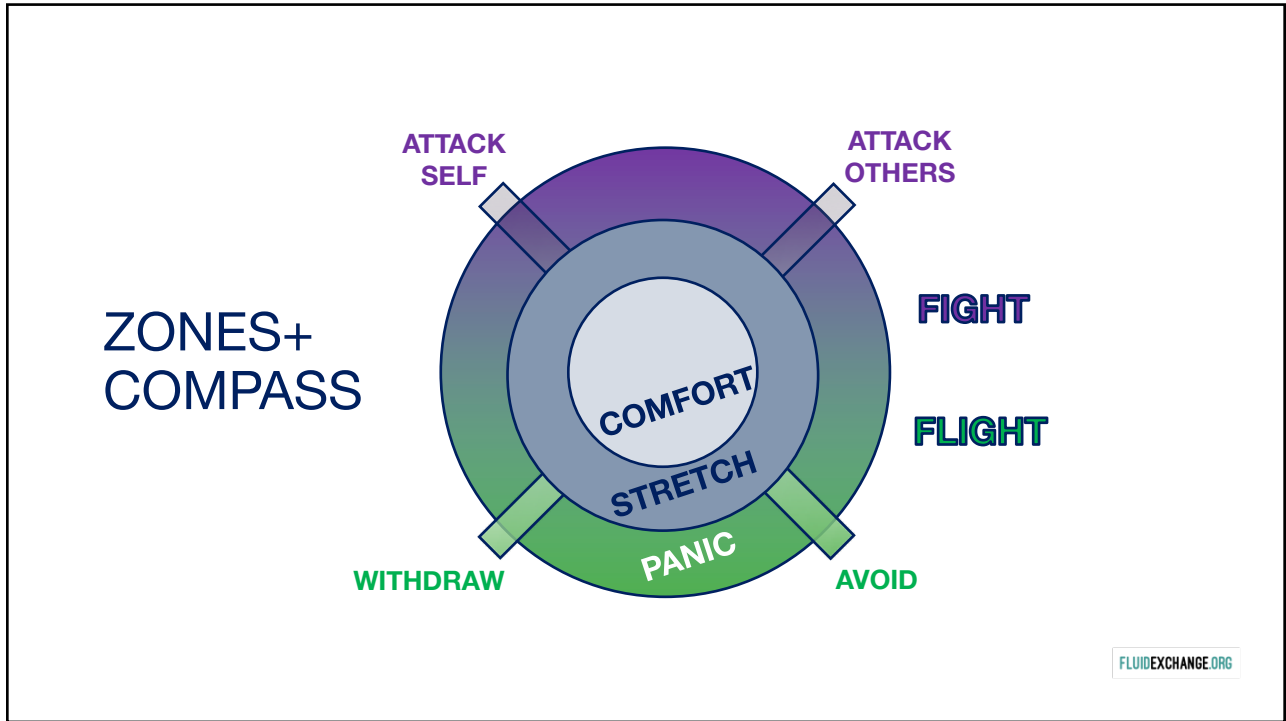 ATTACK
SELF
ATTACK
OTHERS
ZONES+
COMPASS
FIGHT
FLIGHT
COMFORT
STRETCH
PANIC
WITHDRAW
AVOID
FLUIDEXCHANGE.ORG